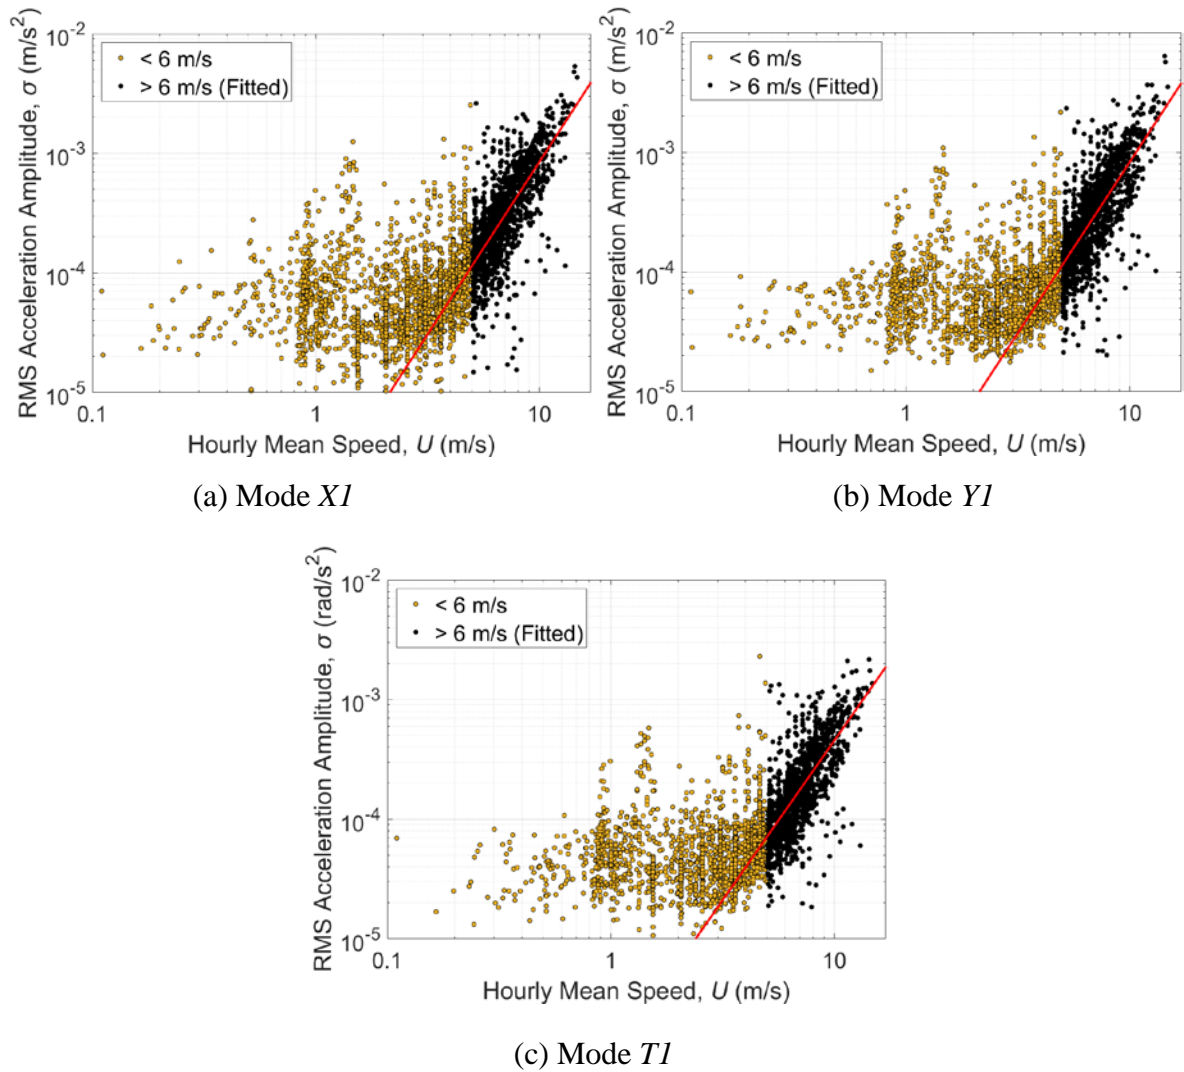 RMS Acceleration Amplitude, σ (m/s²)
10⁻²
10⁻³
10⁻⁴
10⁻⁵
< 6 m/s
> 6 m/s (Fitted)
0.1 1 10
Hourly Mean Speed, U (m/s)
(a) Mode X1
RMS Acceleration Amplitude, σ (m/s²)
10⁻²
10⁻³
10⁻⁴
10⁻⁵
< 6 m/s
> 6 m/s (Fitted)
0.1 1 10
Hourly Mean Speed, U (m/s)
(b) Mode Y1
RMS Acceleration Amplitude, σ (rad/s²)
10⁻²
10⁻³
10⁻⁴
10⁻⁵
< 6 m/s
> 6 m/s (Fitted)
0.1 1 10
Hourly Mean Speed, U (m/s)
(c) Mode T1